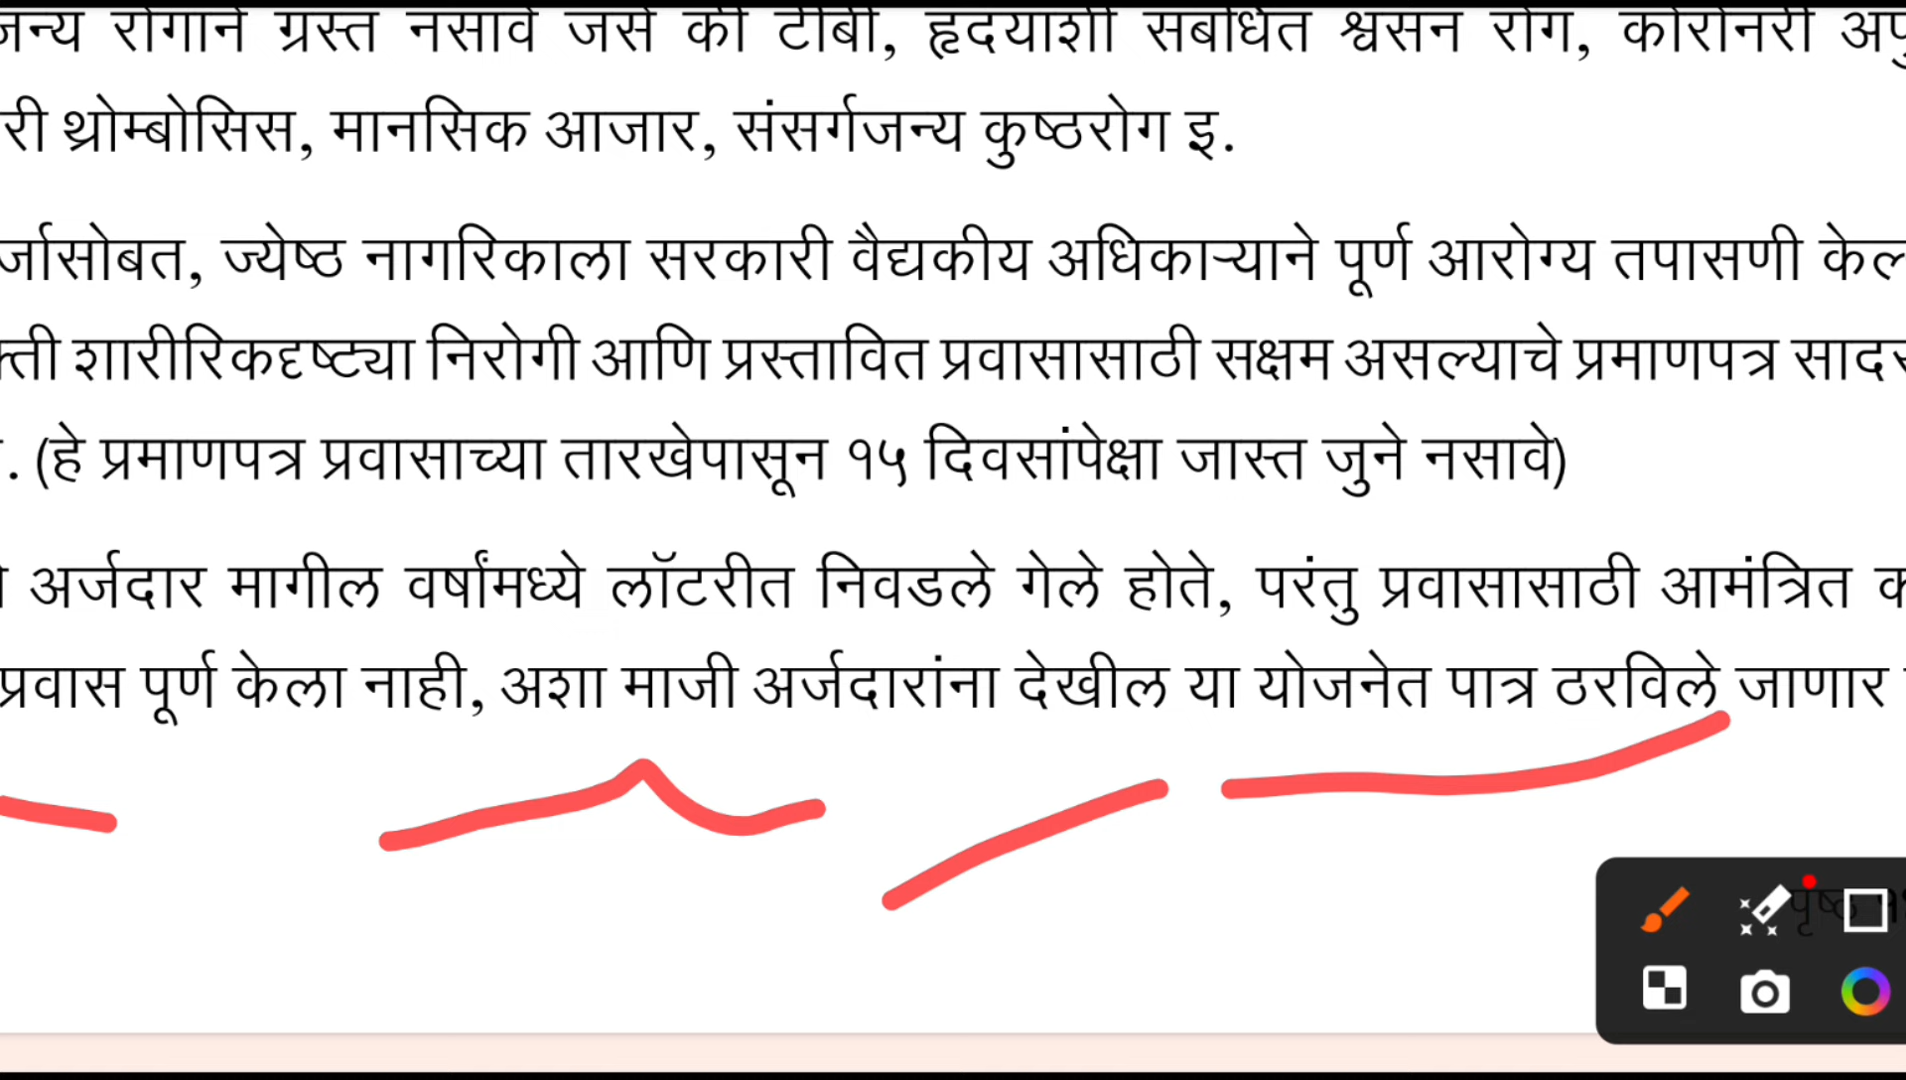 रोगाने ग्रस्त नसावे जसे की टीबी, हृदयाशी संबंधित श्वसन रोग, कोरोनरी
री थ्रोम्बोसिस, मानसिक आजार, संसर्गजन्य कुष्ठरोग इ.
र्जासोबत, ज्येष्ठ नागरिकाला सरकारी वैद्यकीय अधिकाऱ्याने पूर्ण आरोग्य तपासणी
क्ती शारीरिकदृष्ट्या निरोगी आणि प्रस्तावित प्रवासासाठी सक्षम असल्याचे प्रमाणपत्र
. (हे प्रमाणपत्र प्रवासाच्या तारखेपासून १५ दिवसांपेक्षा जास्त जुने नसावे)
अर्जदार मागील वर्षांमध्ये लॉटरीत निवडले गेले होते, परंतु प्रवासासाठी आमंत्रित
प्रवास पूर्ण केला नाही, अशा माजी अर्जदारांना देखील या योजनेत पात्र ठरविले जाणार
पृष्ठ